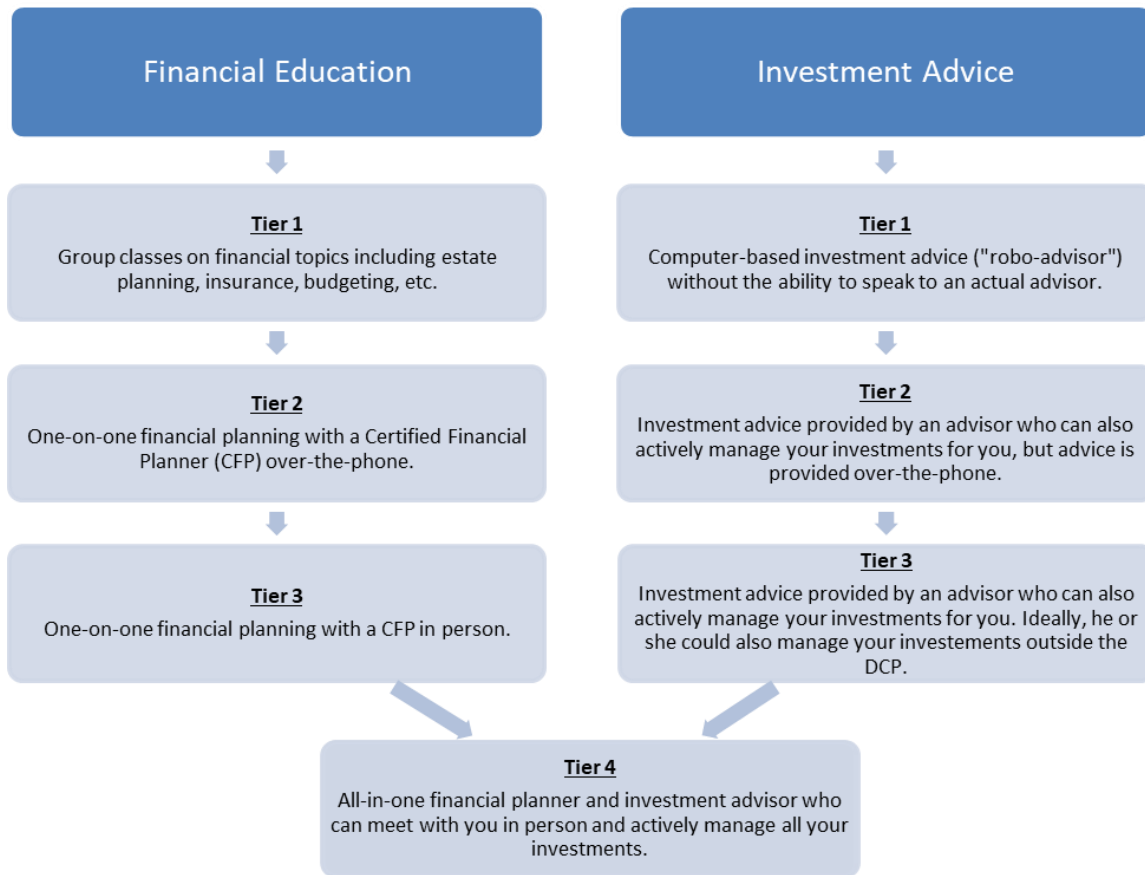 Financial Education
Investment Advice
Tier 1
Group classes on financial topics including estate
planning, insurance, budgeting, etc.
Tier 1
Computer-based investment advice ("robo-advisor")
without the ability to speak to an actual advisor.
Tier 2
One-on-one financial planning with a Certified Financial
Planner (CFP) over-the-phone.
Tier 2
Investment advice provided by an advisor who can also
actively manage your investments for you, but advice is
provided over-the-phone.
Tier 3
One-on-one financial planning with a CFP in person.
Tier 3
Investment advice provided by an advisor who can also
actively manage your investments for you. Ideally, he or
she could also manage your investements outside the
DCP.
Tier 4
All-in-one financial planner and investment advisor who
can meet with you in person and actively manage all your
investments.